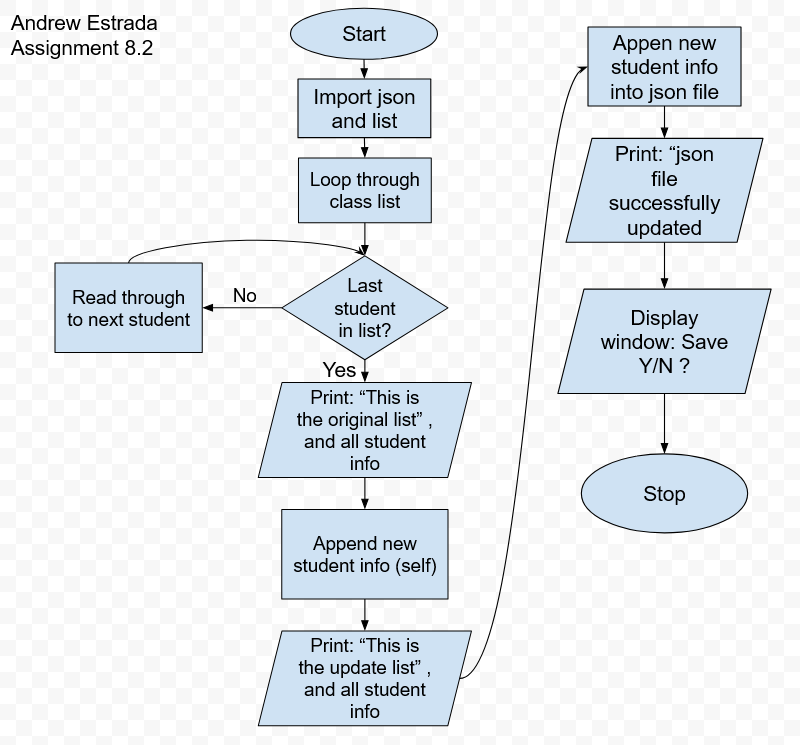 Andrew Estrada
Assignment 8.2
Start
Import json
and list
Loop through
class list
Last
student
in list?
No
Read through
to next student
Yes
Print: “This is
the original list” ,
and all student
info
Append new
student info (self)
Print: “This is
the update list” ,
and all student
info
Appen new
student info
into json file
Print: “json
file
successfully
updated
Display
window: Save
Y/N ?
Stop